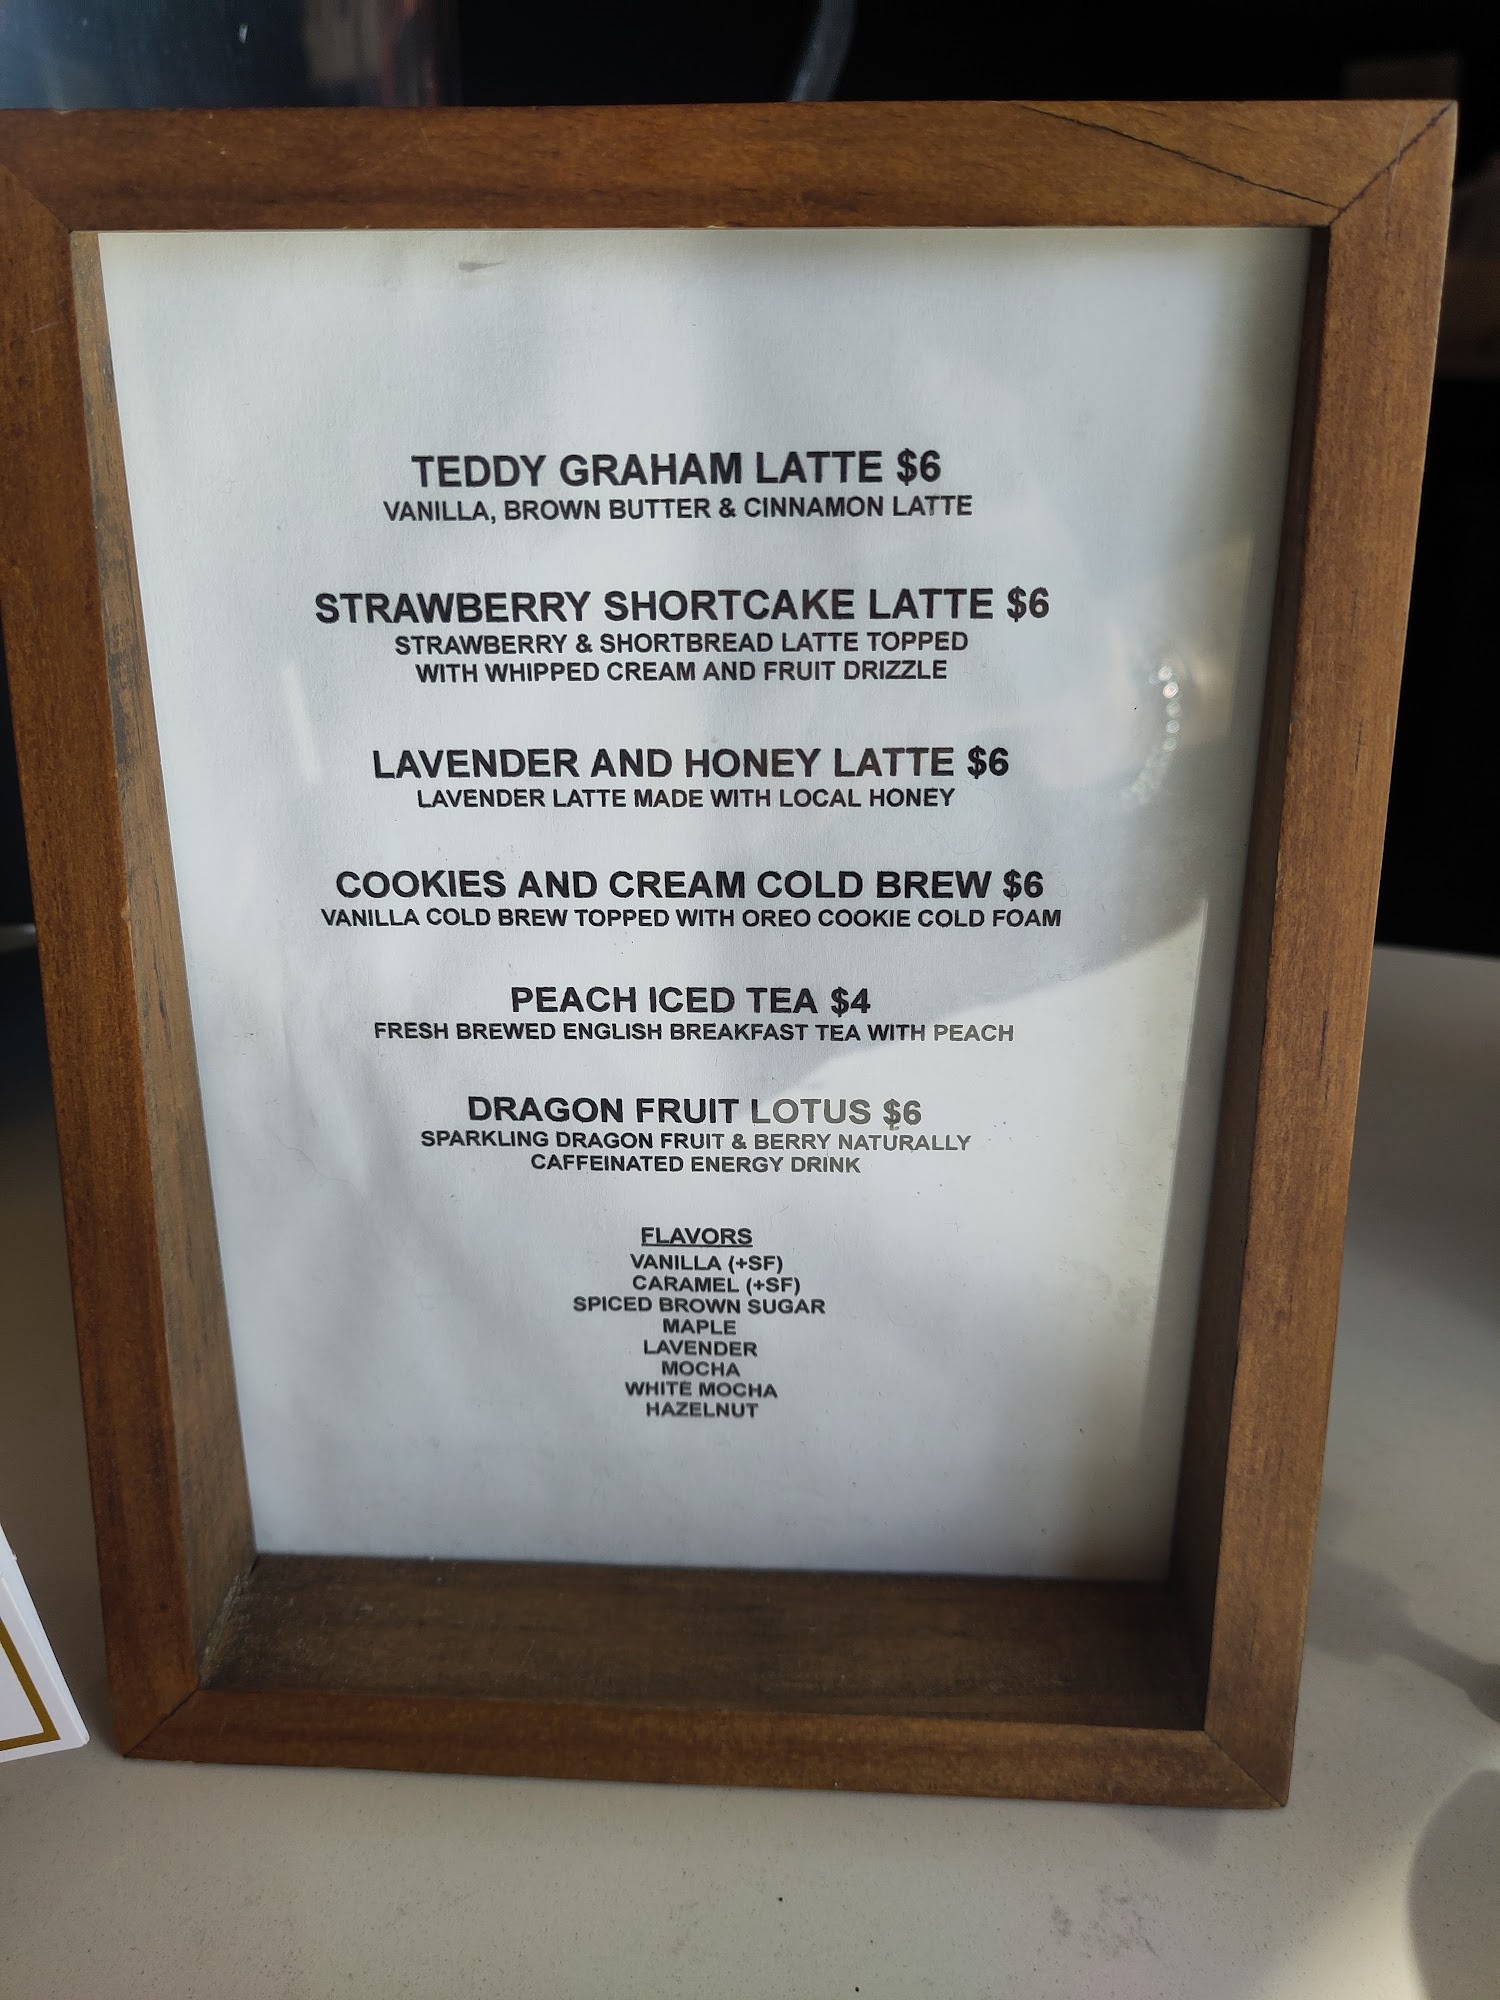 TEDDY GRAHAM LATTE $6
VANILLA, BROWN BUTTER & CINNAMON LATTE
STRAWBERRY SHORTCAKE LATTE $6
STRAWBERRY & SHORTBREAD LATTE TOPPED
WITH WHIPPED CREAM AND FRUIT DRIZZLE
LAVENDER AND HONEY LATTE $6
LAVENDER LATTE MADE WITH LOCAL HONEY
COOKIES AND CREAM COLD BREW $6
VANILLA COLD BREW TOPPED WITH OREO COOKIE COLD FOAM
PEACH ICED TEA $4
FRESH BREWED ENGLISH BREAKFAST TEA WITH PEACH
DRAGON FRUIT LOTUS $6
SPARKLING DRAGON FRUIT & BERRY NATURALLY
CAFFEINATED ENERGY DRINK
FLAVORS
VANILLA (+SF)
CARAMEL (+SF)
SPICED BROWN SUGAR
MAPLE
LAVENDER
MOCHA
WHITE MOCHA
HAZELNUT